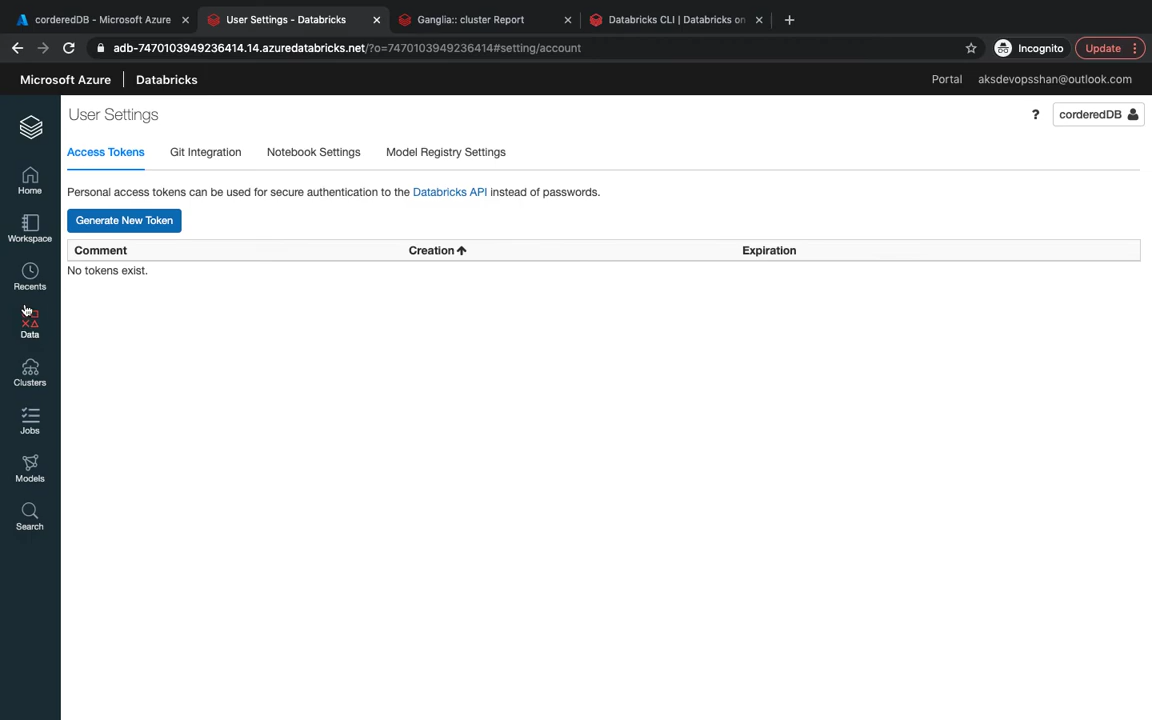 corderedDB - Microsoft Azure
User Settings - Databricks
Ganglia:: cluster Report
Databricks CLI | Databricks on
adb-7470103949236414.14.azuredatabricks.net/?o=7470103949236414#setting/account
Incognito
Update
Microsoft Azure
Databricks
Portal
aksdevopsshan@outlook.com
User Settings
?
corderedDB
Access Tokens
Git Integration
Notebook Settings
Model Registry Settings
Home
Personal access tokens can be used for secure authentication to the Databricks API instead of passwords.
Generate New Token
Workspace
Comment
Creation
Expiration
No tokens exist.
Recents
Data
Clusters
Jobs
Models
Search